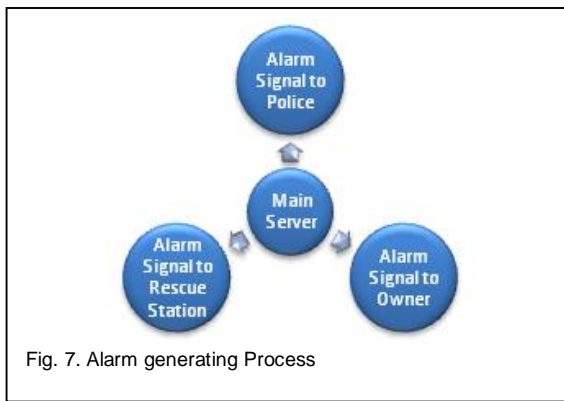 Alarm
Signal to
Police
Main
Server
Alarm
Signal to
Rescue
Station
Alarm
Signal to
Owner
Fig. 7. Alarm generating Process